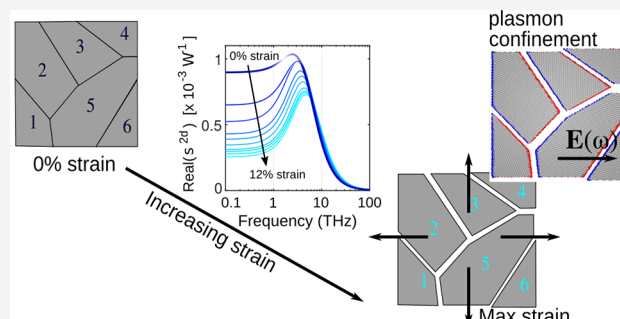 plasmon
confinement
1
2
3
4
5
6
0% strain
Real(s 2d) [x 10-3 W-1]
1
0.5
0
0% strain
12% strain
0.1
1
10
100
Frequency (THz)
E(ω)
Increasing strain
1
2
3
4
5
6
Max strain